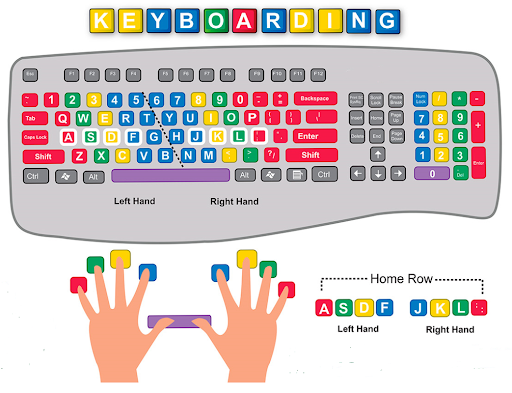 KEYBOARDING
Esc F1 F2 F3 F4 F5 F6 F7 F8 F9 F10 F11 F12
1 2 3 4 5 6 7 8 9 0 Backspace Insert Scroll Lock Pause Break Num Lock / * -
Tab Q W E R T Y U I O P Insert Home Page Up 7 8 9 +
Caps Lock A S D F G H J K L Enter Delete End Page Down 4 5 6
Shift Z X C V B N M Shift 1 2 3 Enter
Ctrl Alt Alt Ctrl 0 Del
Left Hand Right Hand
Home Row
A S D F J K L ;
Left Hand Right Hand